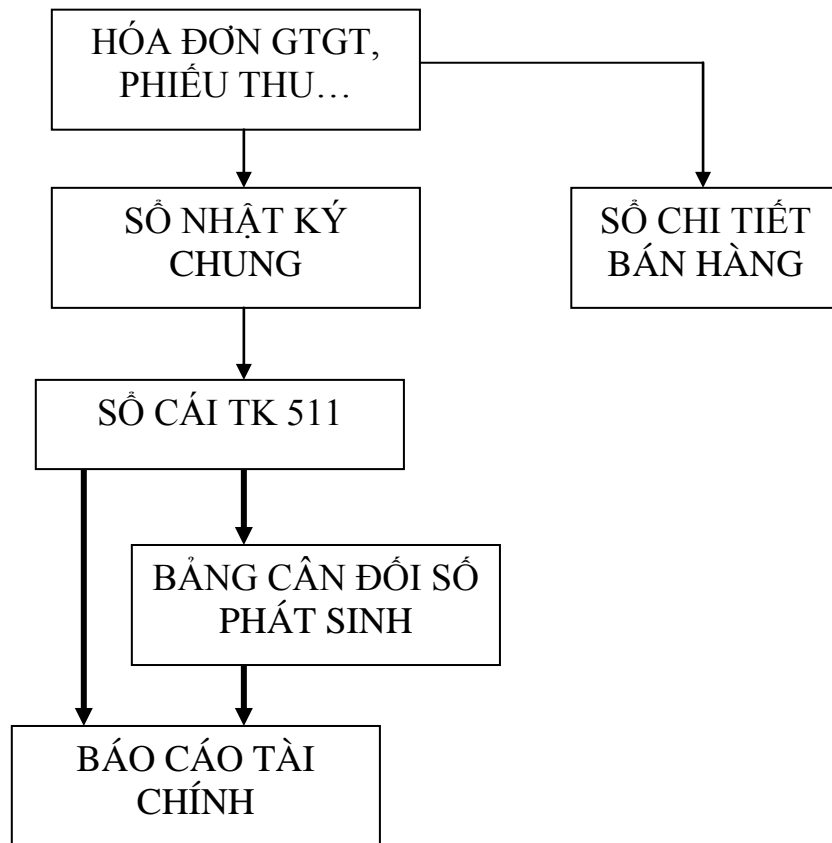 HÓA ĐƠN GTGT,
PHIẾU THU…
SỔ NHẬT KÝ
CHUNG
SỔ CHI TIẾT
BÁN HÀNG
SỔ CÁI TK 511
BẢNG CÂN ĐỐI SỐ
PHÁT SINH
BÁO CÁO TÀI
CHÍNH